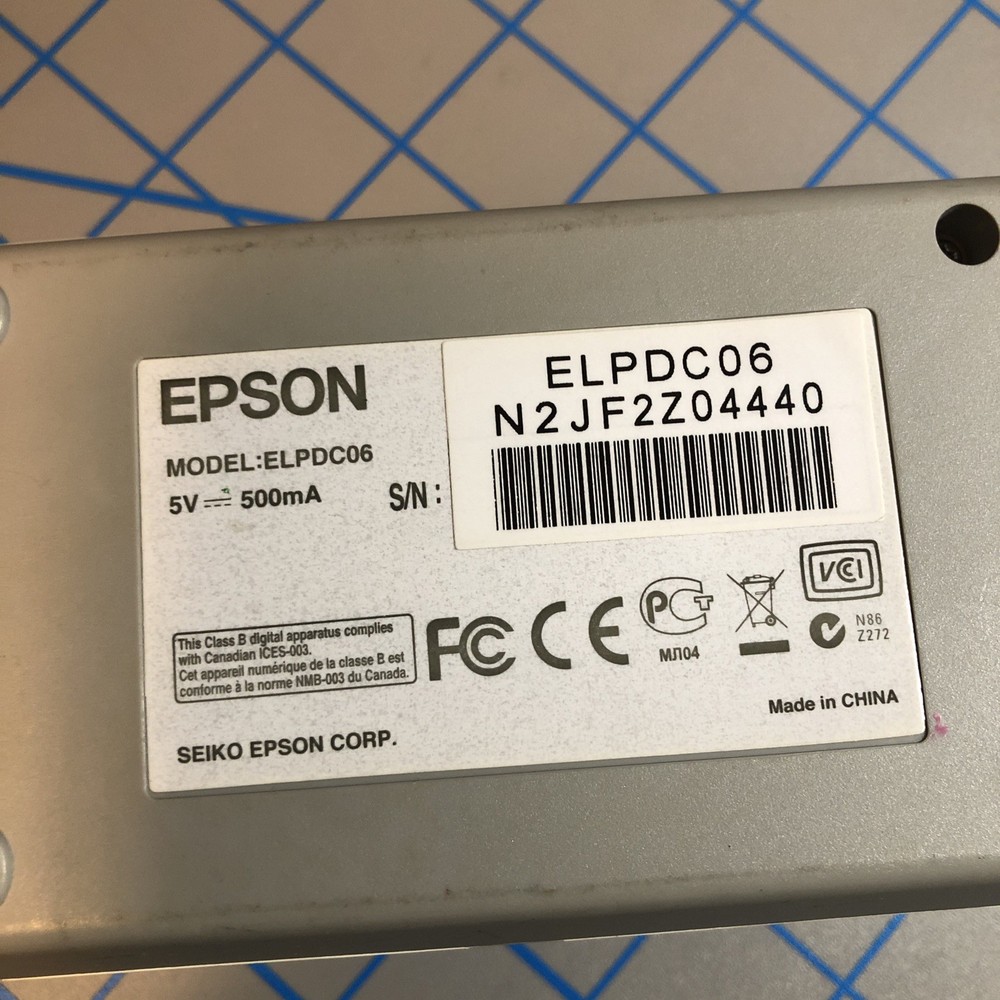 EPSON
MODEL:ELPDC06
5V ⎓ 500mA
S/N :
ELPDC06
N2JF2Z04440
This Class B digital apparatus complies
with Canadian ICES-003.
Cet appareil numérique de la classe B est
conforme à la norme NMB-003 du Canada.
FC CE
PCT
МЛ04
VCI
N86
Z272
Made in CHINA
SEIKO EPSON CORP.